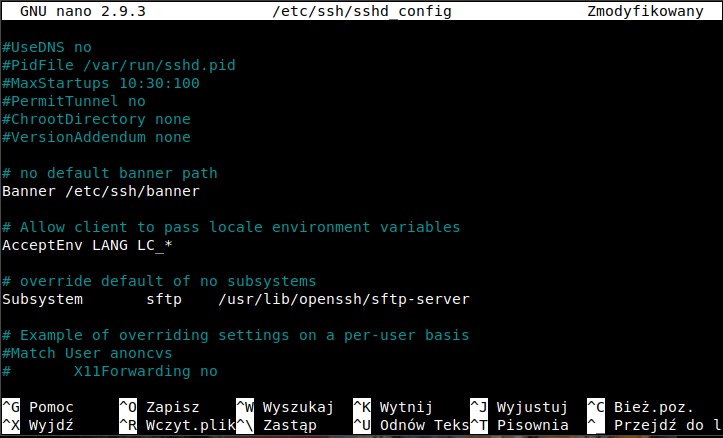 GNU nano 2.9.3 /etc/ssh/sshd_config Zmodyfikowany
#UseDNS no
#PidFile /var/run/sshd.pid
#MaxStartups 10:30:100
#PermitTunnel no
#ChrootDirectory none
#VersionAddendum none
# no default banner path
Banner /etc/ssh/banner
# Allow client to pass locale environment variables
AcceptEnv LANG LC_*
# override default of no subsystems
Subsystem sftp /usr/lib/openssh/sftp-server
# Example of overriding settings on a per-user basis
#Match User anoncvs
# X11Forwarding no
^G Pomoc ^O Zapisz ^W Wyszukaj ^K Wytnij ^J Wyjustuj ^C Bież.poz.
^X Wyjdź ^R Wczyt.plik ^\ Zastąp ^U Odnów Teks ^T Pisownia ^_ Przejdź do l